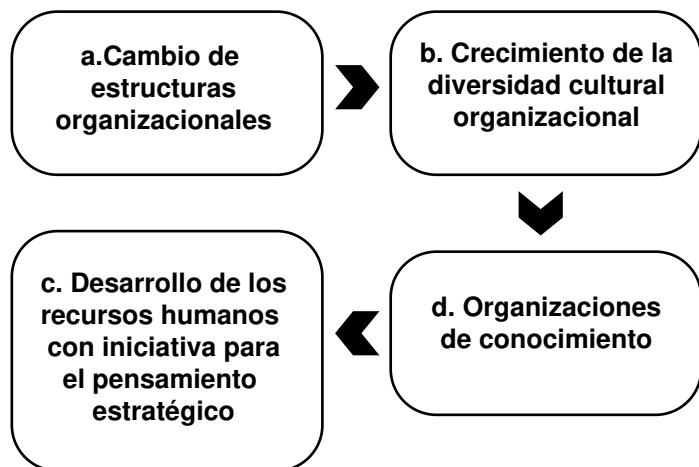 a.Cambio de
estructuras
organizacionales
b. Crecimiento de la
diversidad cultural
organizacional
c. Desarrollo de los
recursos humanos
con iniciativa para
el pensamiento
estratégico
d. Organizaciones
de conocimiento